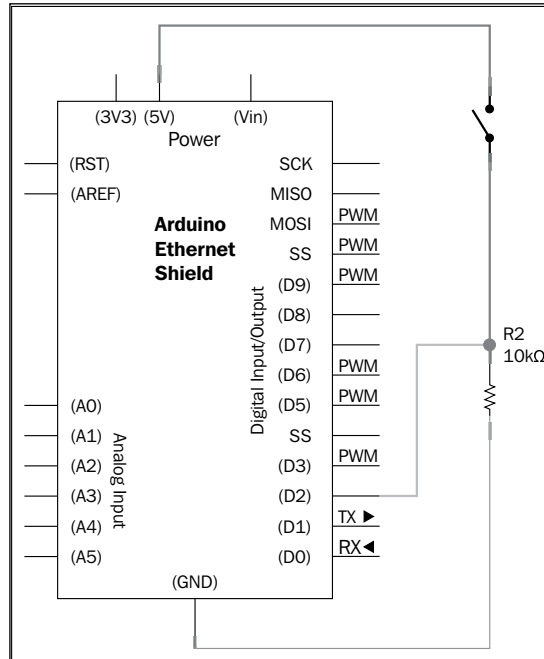 (3V3) (5V) (Vin)
Power
(RST)
(AREF)
Arduino
Ethernet
Shield
SCK
MISO
MOSI PWM
SS PWM
(D9) PWM
(D8)
(D7)
(D6) PWM
(D5) PWM
SS
(D3) PWM
(D2)
(D1) TX ▶
(D0) RX◀
Digital Input/Output
(A0)
(A1)
(A2)
(A3)
(A4)
(A5)
Analog Input
(GND)
R2
10kΩ